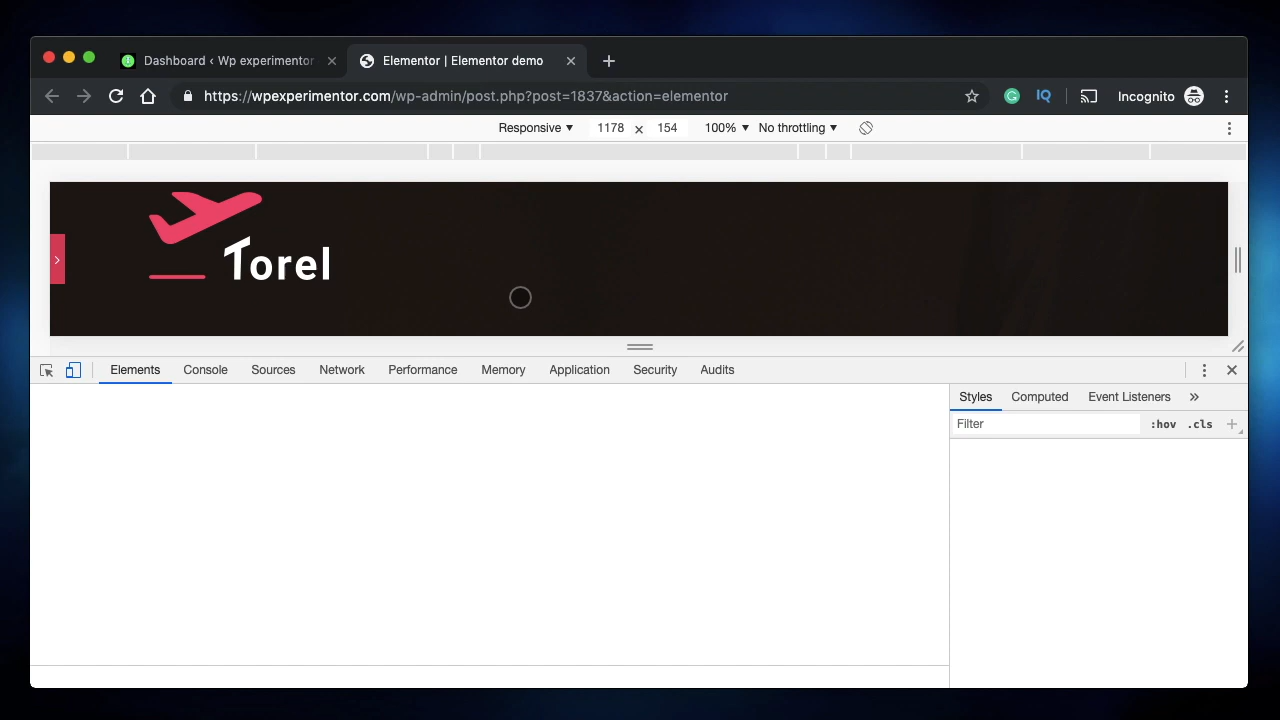 Dashboard ‹ Wp experimentor
Elementor | Elementor demo
https://wpexperimentor.com/wp-admin/post.php?post=1837&action=elementor
IQ
Incognito
Responsive 1178 × 154 100% No throttling
Torel
Elements Console Sources Network Performance Memory Application Security Audits
Styles Computed Event Listeners »
Filter :hov .cls